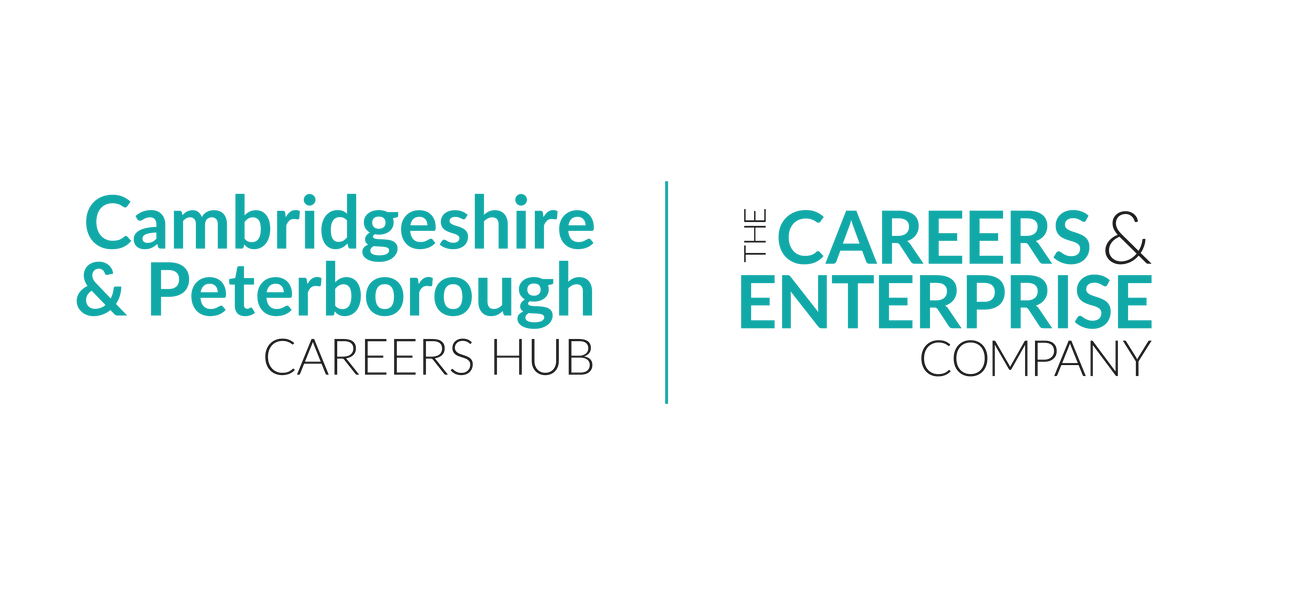 Cambridgeshire
& Peterborough
CAREERS HUB
THE CAREERS &
ENTERPRISE
COMPANY